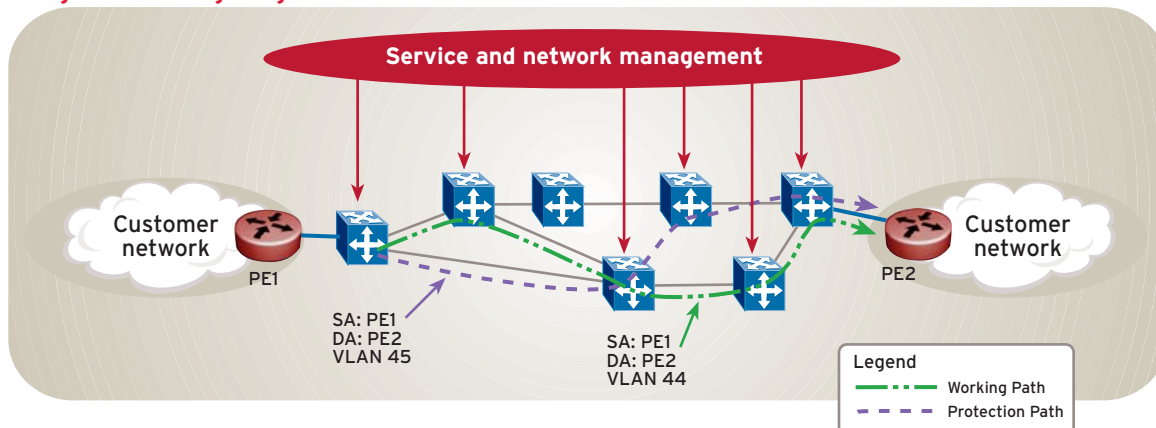 Service and network management
Customer
network
PE1
Customer
network
PE2
SA: PE1
DA: PE2
VLAN 45
SA: PE1
DA: PE2
VLAN 44
Legend
Working Path
Protection Path